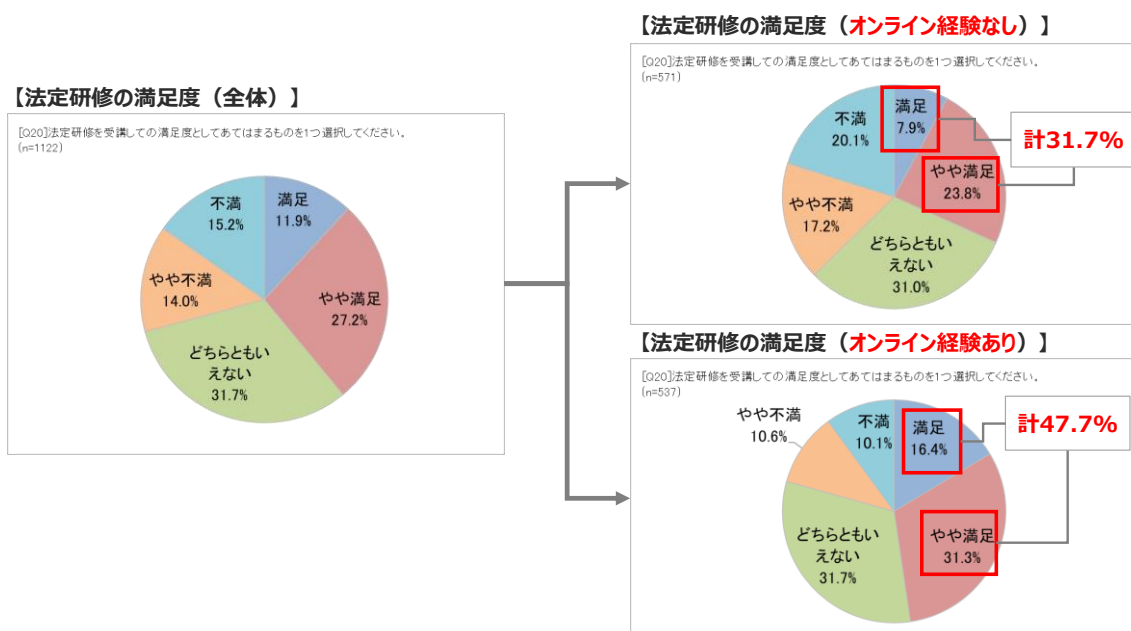 【法定研修の満足度（全体）】
[Q20]法定研修を受講しての満足度としてあてはまるものを1つ選択してください。
(n=1122)
満足
11.9%
やや満足
27.2%
どちらともい
えない
31.7%
やや不満
14.0%
不満
15.2%
【法定研修の満足度（オンライン経験なし）】
[Q20]法定研修を受講しての満足度としてあてはまるものを1つ選択してください。
(n=571)
満足
7.9%
やや満足
23.8%
どちらともい
えない
31.0%
やや不満
17.2%
不満
20.1%
計31.7%
【法定研修の満足度（オンライン経験あり）】
[Q20]法定研修を受講しての満足度としてあてはまるものを1つ選択してください。
(n=537)
満足
16.4%
やや満足
31.3%
どちらともい
えない
31.7%
やや不満
10.6%
不満
10.1%
計47.7%